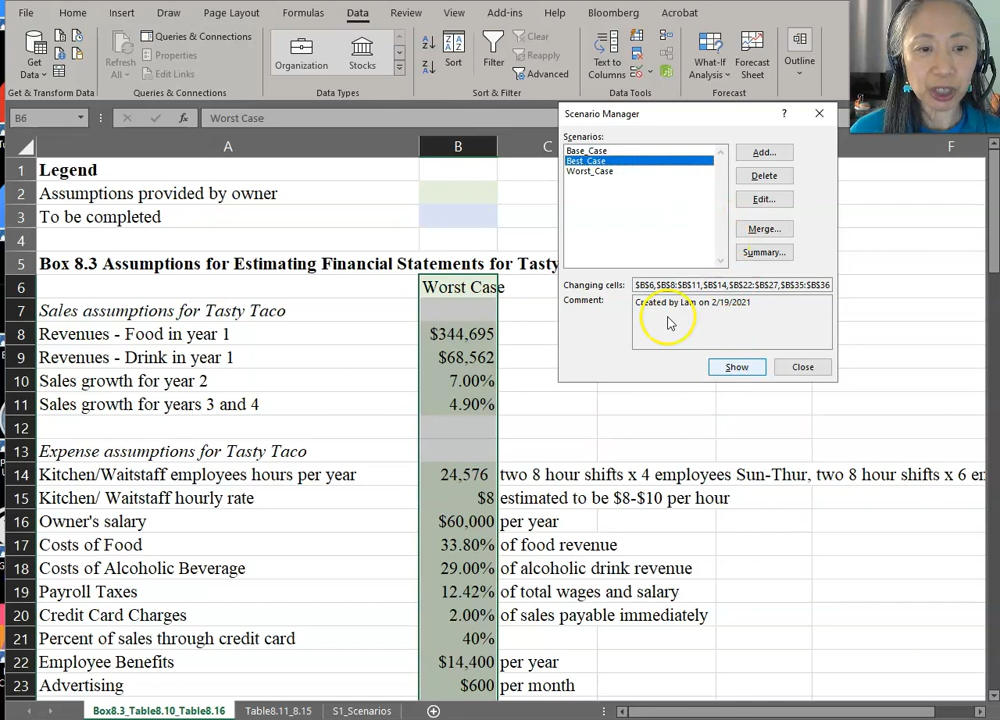 File Home Insert Draw Page Layout Formulas Data Review View Add-ins Help Bloomberg Acrobat
Get Data
Refresh All
Queries & Connections
Properties
Edit Links
Organization
Stocks
Sort
Filter
Clear
Reapply
Advanced
Text to Columns
What-If Analysis
Forecast Sheet
Outline
Get & Transform Data Queries & Connections Data Types Sort & Filter Data Tools Forecast
B6 fx Worst Case
A B C F
1 Legend
2 Assumptions provided by owner
3 To be completed
4
5 Box 8.3 Assumptions for Estimating Financial Statements for Tasty
6 Worst Case
7 Sales assumptions for Tasty Taco
8 Revenues - Food in year 1 $344,695
9 Revenues - Drink in year 1 $68,562
10 Sales growth for year 2 7.00%
11 Sales growth for years 3 and 4 4.90%
12
13 Expense assumptions for Tasty Taco
14 Kitchen/Waitstaff employees hours per year 24,576 two 8 hour shifts x 4 employees Sun-Thur, two 8 hour shifts x 6 en
15 Kitchen/ Waitstaff hourly rate $8 estimated to be $8-$10 per hour
16 Owner's salary $60,000 per year
17 Costs of Food 33.80% of food revenue
18 Costs of Alcoholic Beverage 29.00% of alcoholic drink revenue
19 Payroll Taxes 12.42% of total wages and salary
20 Credit Card Charges 2.00% of sales payable immediately
21 Percent of sales through credit card 40%
22 Employee Benefits $14,400 per year
23 Advertising $600 per month
Scenario Manager ?
Scenarios:
Base_Case
Best_Case
Worst_Case
Add...
Delete
Edit...
Merge...
Summary...
Changing cells: $B$6,$B$8:$B$11,$B$14,$B$22:$B$27,$B$35:$B$36
Comment: Created by Lam on 2/19/2021
Show Close
Box8.3_Table8.10_Table8.16 Table8.11_8.15 S1_Scenarios